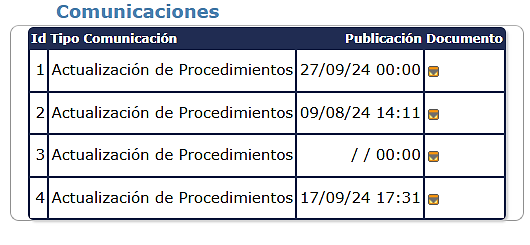 Comunicaciones
Id Tipo Comunicación Publicación Documento
1 Actualización de Procedimientos 27/09/24 00:00
2 Actualización de Procedimientos 09/08/24 14:11
3 Actualización de Procedimientos / / 00:00
4 Actualización de Procedimientos 17/09/24 17:31